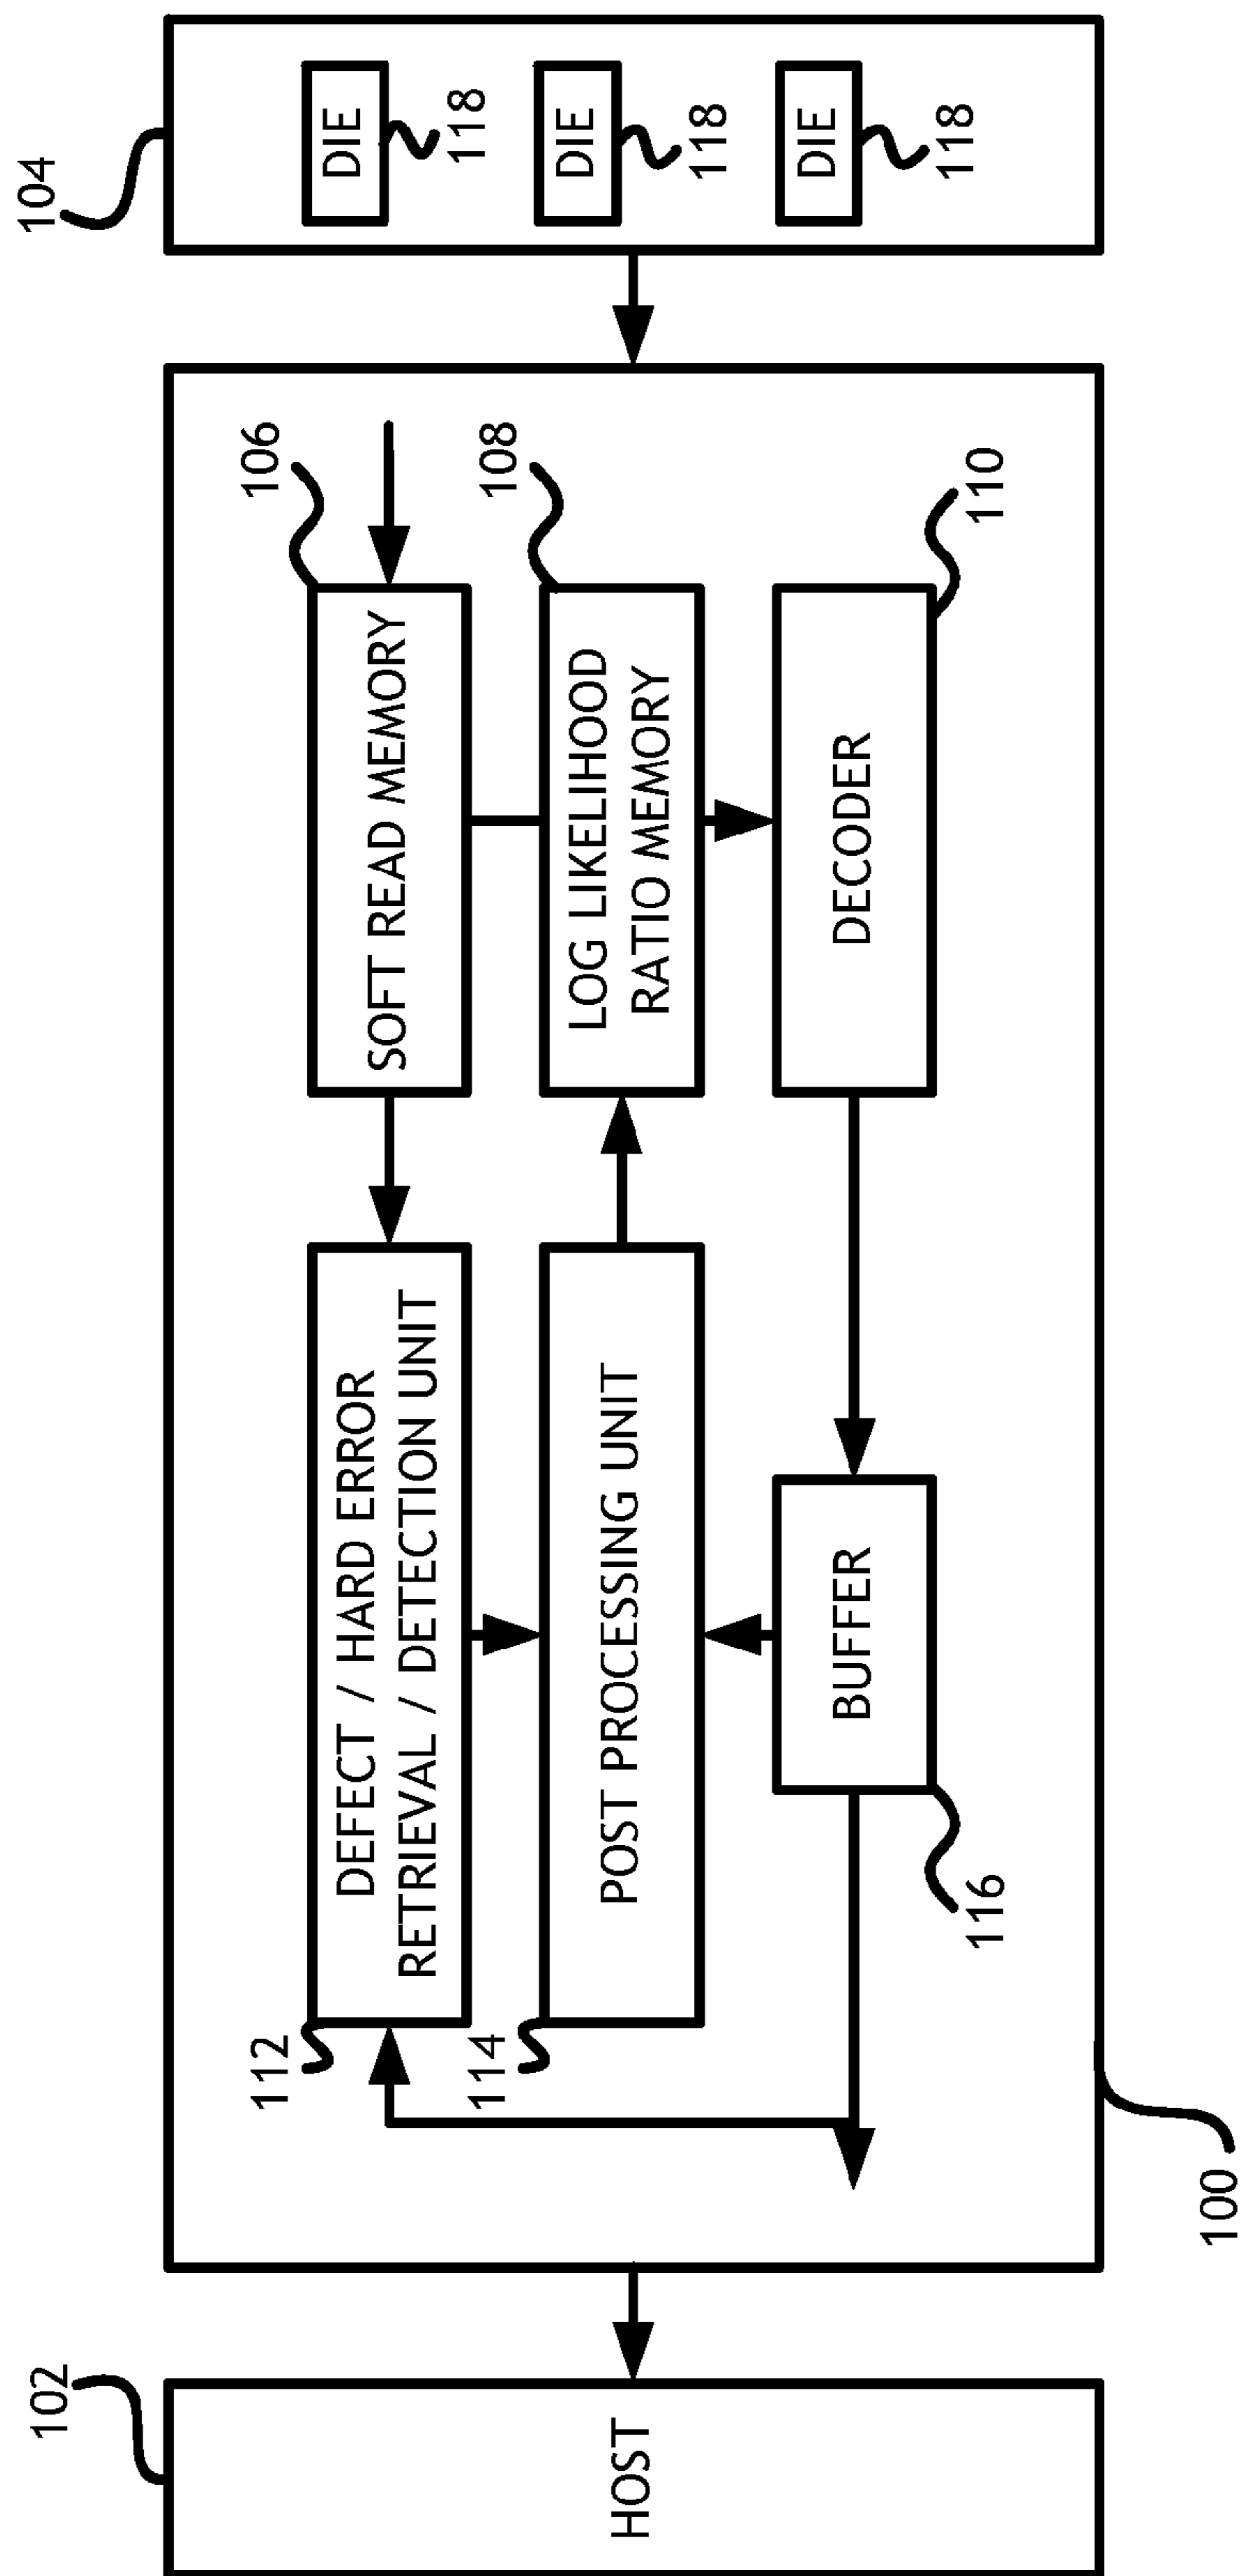 102
HOST
100
112
DEFECT / HARD ERROR
RETRIEVAL / DETECTION UNIT
114
POST PROCESSING UNIT
BUFFER
116
106
SOFT READ MEMORY
108
LOG LIKELIHOOD
RATIO MEMORY
DECODER
110
104
DIE
118
DIE
118
DIE
118